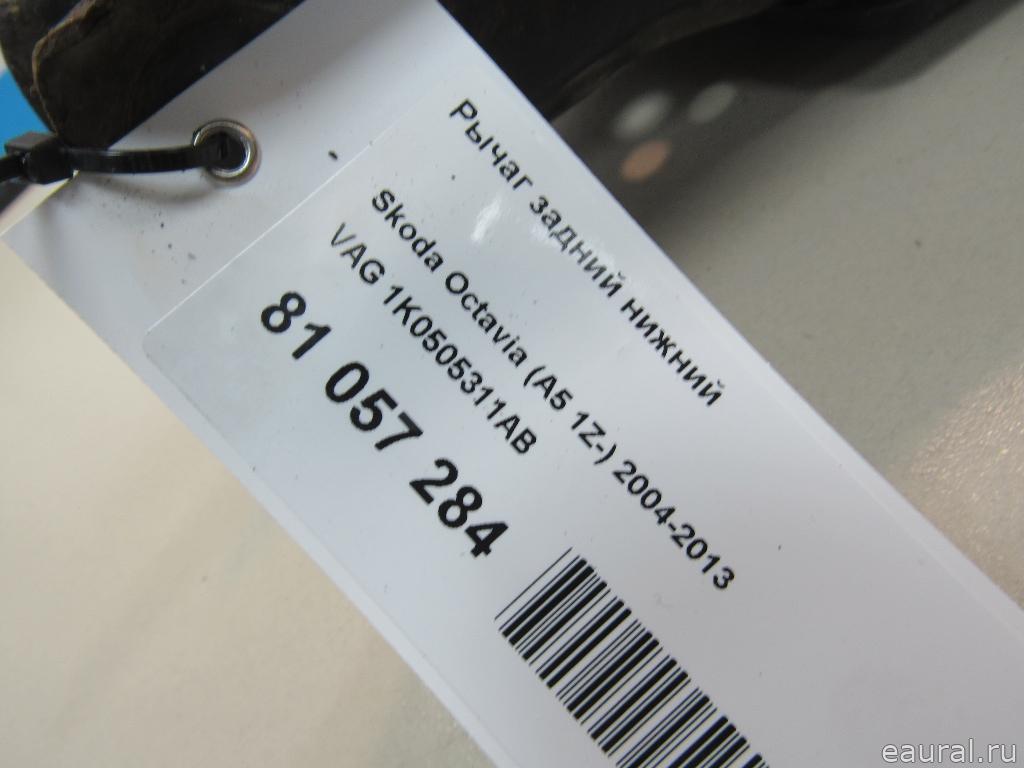 Рычаг задний нижний
Skoda Octavia (A5 1Z-) 2004-2013
VAG 1K0505311AB
81 057 284
eaural.ru